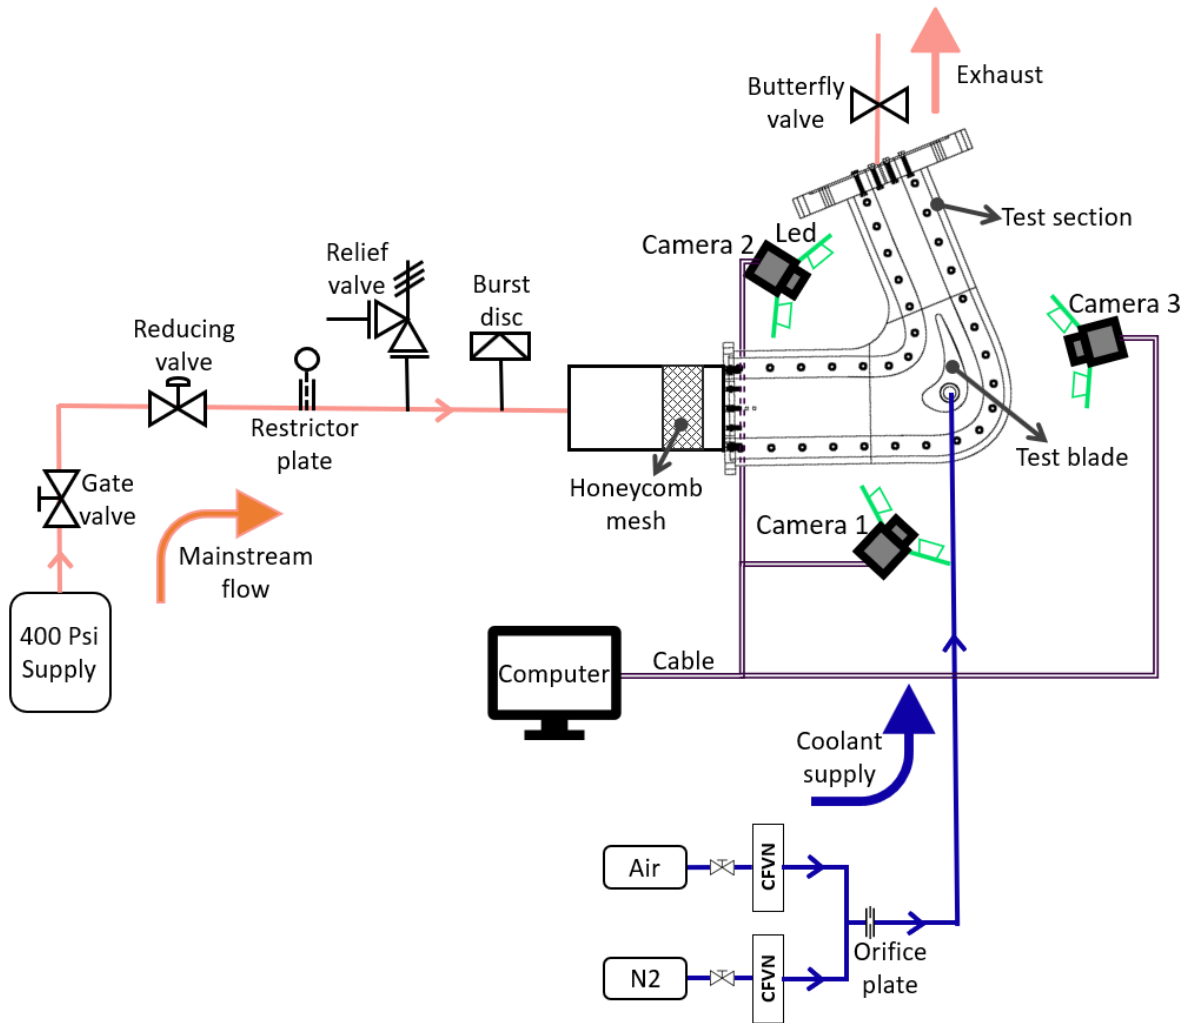 Butterfly
valve
Exhaust
Test section
Camera 2
Led
Relief
valve
Burst
disc
Camera 3
Reducing
valve
Restrictor
plate
Test blade
Gate
valve
Honeycomb
mesh
Camera 1
Mainstream
flow
400 Psi
Supply
Computer
Cable
Coolant
supply
Air
CFVN
N2
CFVN
Orifice
plate